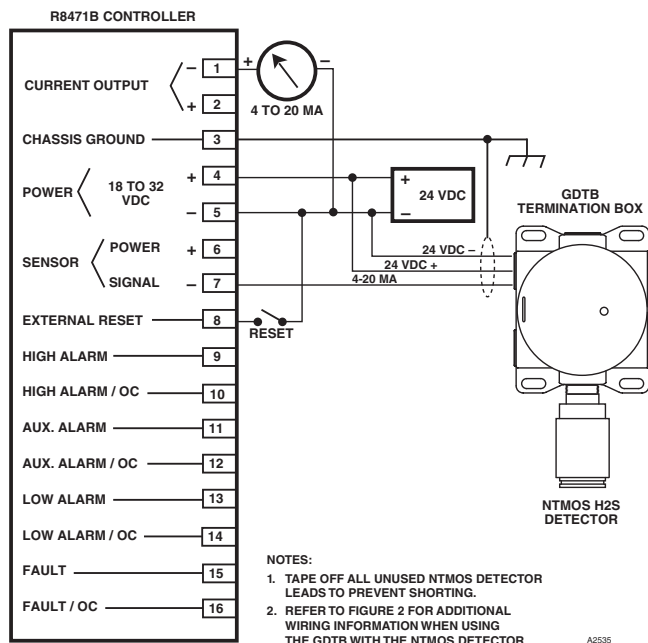 R8471B CONTROLLER
CURRENT OUTPUT
– 1
+ 2
+ –
4 TO 20 MA
CHASSIS GROUND 3
POWER 18 TO 32 VDC
+ 4
– 5
+
–
24 VDC
SENSOR
POWER + 6
SIGNAL – 7
24 VDC –
24 VDC +
4-20 MA
GDTB
TERMINATION BOX
EXTERNAL RESET 8
RESET
HIGH ALARM 9
HIGH ALARM / OC 10
AUX. ALARM 11
AUX. ALARM / OC 12
LOW ALARM 13
LOW ALARM / OC 14
FAULT 15
FAULT / OC 16
NTMOS H2S
DETECTOR
NOTES:
1. TAPE OFF ALL UNUSED NTMOS DETECTOR
LEADS TO PREVENT SHORTING.
2. REFER TO FIGURE 2 FOR ADDITIONAL
WIRING INFORMATION WHEN USING
THE GDTB WITH THE NTMOS DETECTOR
A2535